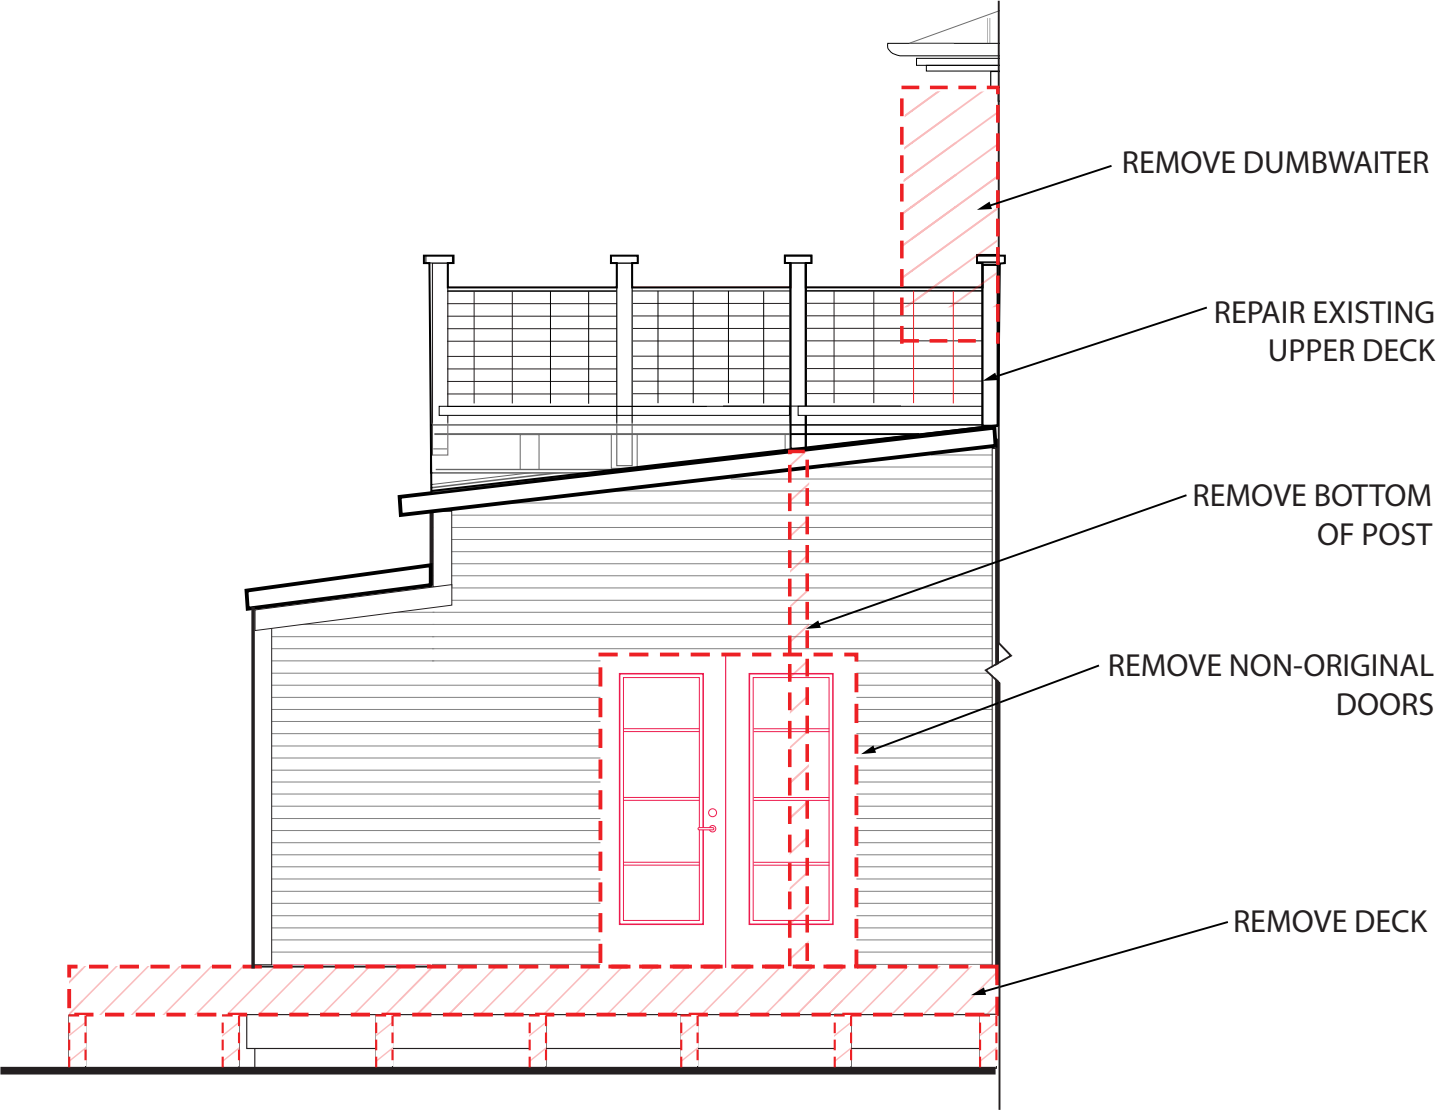 REMOVE DUMBWAITER
REPAIR EXISTING
UPPER DECK
REMOVE BOTTOM
OF POST
REMOVE NON-ORIGINAL
DOORS
REMOVE DECK